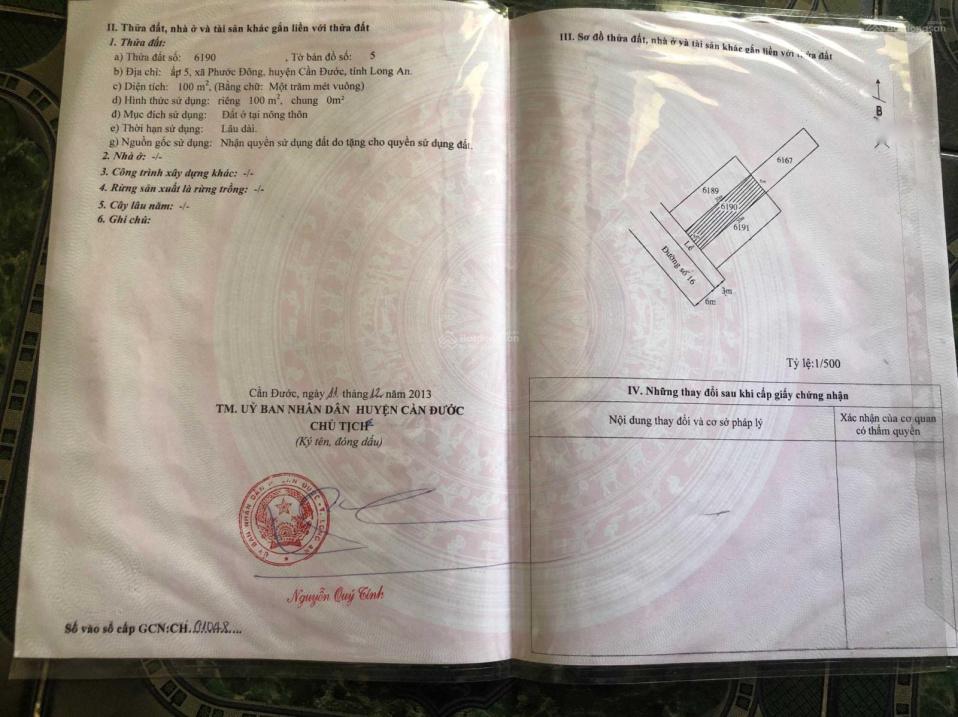 II. Thửa đất, nhà ở và tài sản khác gắn liền với thửa đất
1. Thửa đất:
a) Thửa đất số: 6190 , Tờ bản đồ số: 5
b) Địa chỉ: ấp 5, xã Phước Đông, huyện Cần Đước, tỉnh Long An.
c) Diện tích: 100 m², (Bằng chữ: Một trăm mét vuông)
d) Hình thức sử dụng: riêng 100 m², chung 0m²
đ) Mục đích sử dụng: Đất ở tại nông thôn
e) Thời hạn sử dụng: Lâu dài.
g) Nguồn gốc sử dụng: Nhận quyền sử dụng đất do tặng cho quyền sử dụng đất.
2. Nhà ở: -/-
3. Công trình xây dựng khác: -/-
4. Rừng sản xuất là rừng trồng: -/-
5. Cây lâu năm: -/-
6. Ghi chú:
Cần Đước, ngày 11 tháng 12 năm 2013
TM. UỶ BAN NHÂN DÂN HUYỆN CẦN ĐƯỚC
CHỦ TỊCH
(Ký tên, đóng dấu)
Nguyễn Quý Tính
Số vào sổ cấp GCN:CH.01048....
III. Sơ đồ thửa đất, nhà ở và tài sản khác gắn liền với thửa đất
B
6167
6189
6190
6191
Lề
Đường số 16
3m
6m
Tỷ lệ:1/500
IV. Những thay đổi sau khi cấp giấy chứng nhận
Nội dung thay đổi và cơ sở pháp lý
Xác nhận của cơ quan
có thẩm quyền